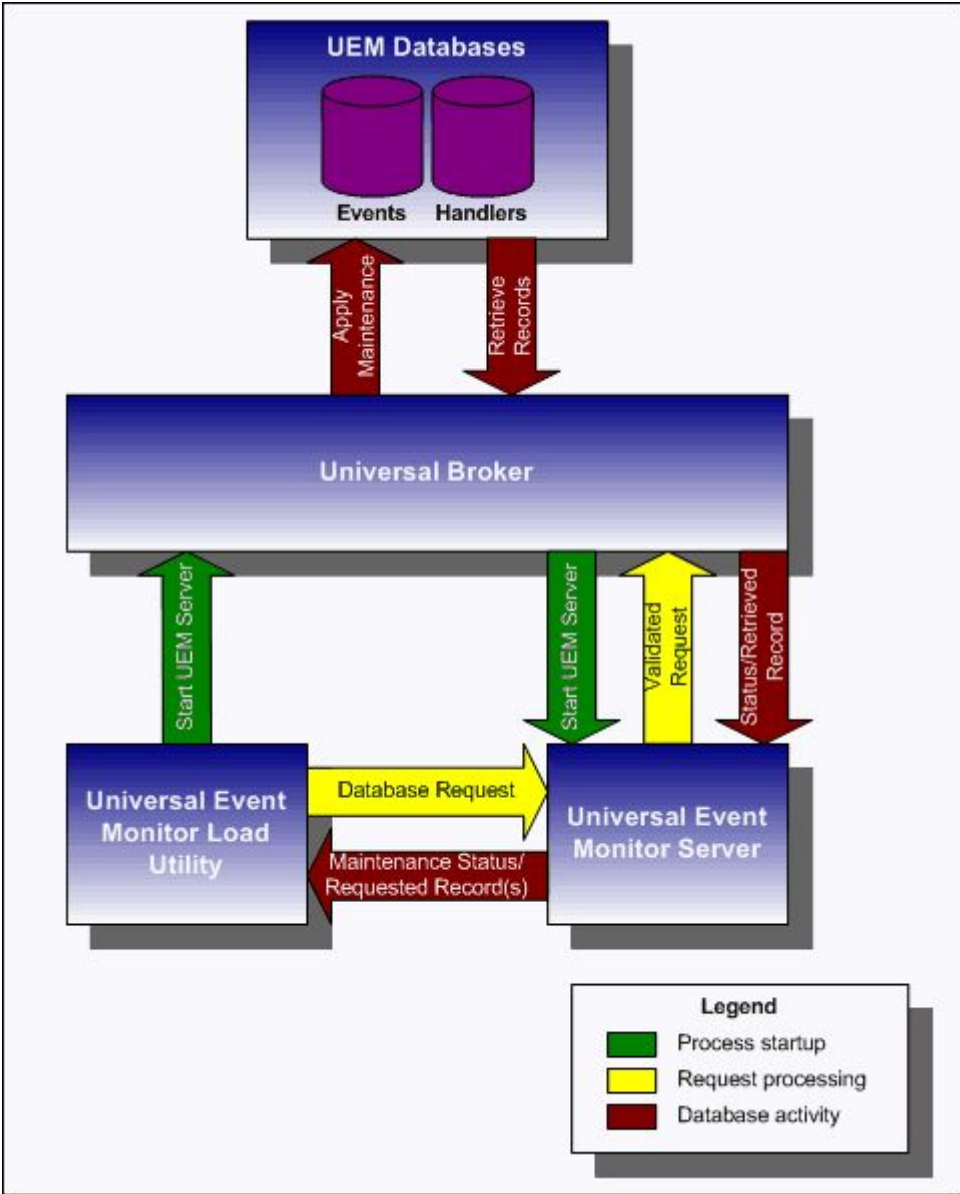 UEM Databases
Events
Handlers
Apply
Maintenance
Retrieve
Records
Universal Broker
Start UEM Server
Start UEM Server
Validated
Request
Status/Retrieved
Record
Universal Event
Monitor Load
Utility
Database Request
Maintenance Status/
Requested Record(s)
Universal Event
Monitor Server
Legend
Process startup
Request processing
Database activity